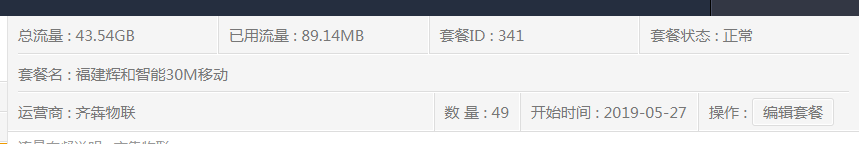 总流量 : 43.54GB 已用流量 : 89.14MB 套餐ID : 341 套餐状态 : 正常
套餐名 : 福建辉和智能30M移动
运营商 : 齐犇物联 数 量 : 49 开始时间 : 2019-05-27 操作 : 编辑套餐